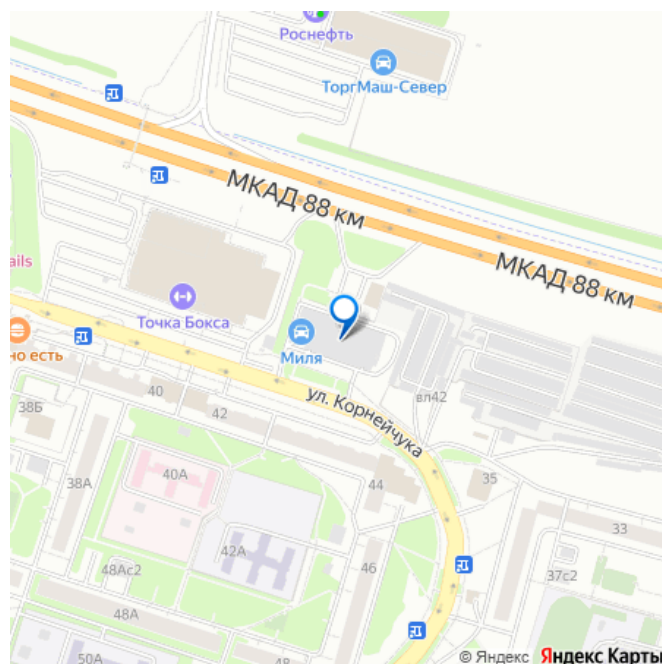 Роснефть
ТоргМаш-Север
МКАД 88 км
МКАД 88 км
ails
Точка Бокса
но есть
Миля
ул. Корнейчука
вл42
40
38Б
42
38А
40А
44
35
33
42А
46
48Ас2
37с2
48А
50А
48
© Яндекс Яндекс Карты